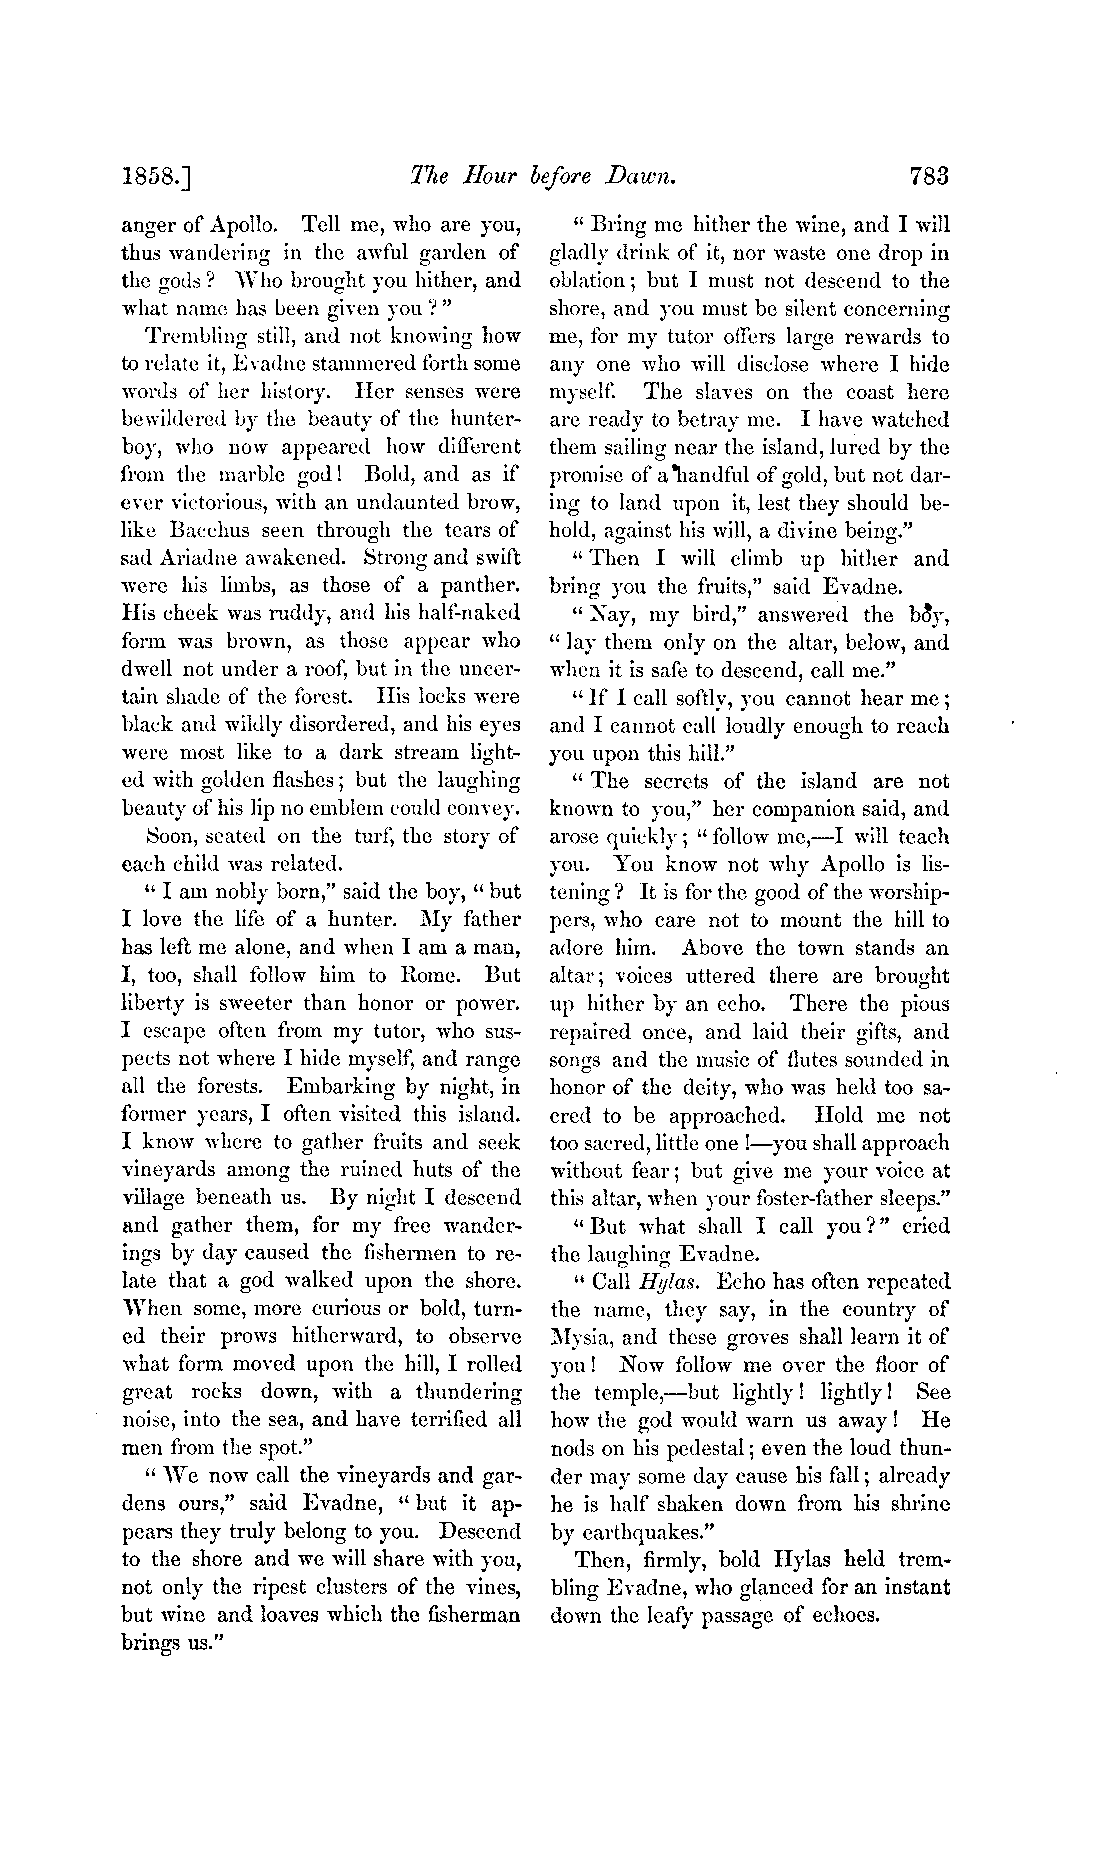 1858.] The Hour before Dawn. 783
anger of Apollo. Tell me, who are you,
thus wandering in the awful garden of
the gods? Who brought you hither, and
what name has been given you?"
Trembling still, and not knowing how
to relate it, Evadne stammered forth some
words of her history. Her senses were
bewildered by the beauty of the hunter-
boy, who now appeared how different
from the marble god! Bold, and as if
ever victorious, with an undaunted brow,
like Bacchus seen through the tears of
sad Ariadne awakened. Strong and swift
were his limbs, as those of a panther.
His cheek was ruddy, and his half-naked
form was brown, as those appear who
dwell not under a roof, but in the uncer-
tain shade of the forest. His locks were
black and wildly disordered, and his eyes
were most like to a dark stream light-
ed with golden flashes; but the laughing
beauty of his lip no emblem could convey.
Soon, seated on the turf, the story of
each child was related.
"I am nobly born," said the boy, "but
I love the life of a hunter. My father
has left me alone, and when I am a man,
I, too, shall follow him to Rome. But
liberty is sweeter than honor or power.
I escape often from my tutor, who sus-
pects not where I hide myself, and range
all the forests. Embarking by night, in
former years, I often visited this island.
I know where to gather fruits and seek
vineyards among the ruined huts of the
village beneath us. By night I descend
and gather them, for my free wander-
ings by day caused the fishermen to re-
late that a god walked upon the shore.
When some, more curious or bold, turn-
ed their prows hitherward, to observe
what form moved upon the hill, I rolled
great rocks down, with a thundering
noise, into the sea, and have terrified all
men from the spot."
"We now call the vineyards and gar-
dens ours," said Evadne, "but it ap-
pears they truly belong to you. Descend
to the shore and we will share with you,
not only the ripest clusters of the vines,
but wine and loaves which the fisherman
brings us."
"Bring me hither the wine, and I will
gladly drink of it, nor waste one drop in
oblation; but I must not descend to the
shore, and you must be silent concerning
me, for my tutor offers large rewards to
any one who will disclose where I hide
myself. The slaves on the coast here
are ready to betray me. I have watched
them sailing near the island, lured by the
promise of a handful of gold, but not dar-
ing to land upon it, lest they should be-
hold, against his will, a divine being."
"Then I will climb up hither and
bring you the fruits," said Evadne.
"Nay, my bird," answered the boy,
"lay them only on the altar, below, and
when it is safe to descend, call me."
"If I call softly, you cannot hear me;
and I cannot call loudly enough to reach
you upon this hill."
"The secrets of the island are not
known to you," her companion said, and
arose quickly; "follow me,—I will teach
you. You know not why Apollo is lis-
tening? It is for the good of the worship-
pers, who care not to mount the hill to
adore him. Above the town stands an
altar; voices uttered there are brought
up hither by an echo. There the pious
repaired once, and laid their gifts, and
songs and the music of flutes sounded in
honor of the deity, who was held too sa-
cred to be approached. Hold me not
too sacred, little one!—you shall approach
without fear; but give me your voice at
this altar, when your foster-father sleeps."
"But what shall I call you?" cried
the laughing Evadne.
"Call Hylas. Echo has often repeated
the name, they say, in the country of
Mysia, and these groves shall learn it of
you! Now follow me over the floor of
the temple,—but lightly! lightly! See
how the god would warn us away! He
nods on his pedestal; even the loud thun-
der may some day cause his fall; already
he is half shaken down from his shrine
by earthquakes."
Then, firmly, bold Hylas held trem-
bling Evadne, who glanced for an instant
down the leafy passage of echoes.